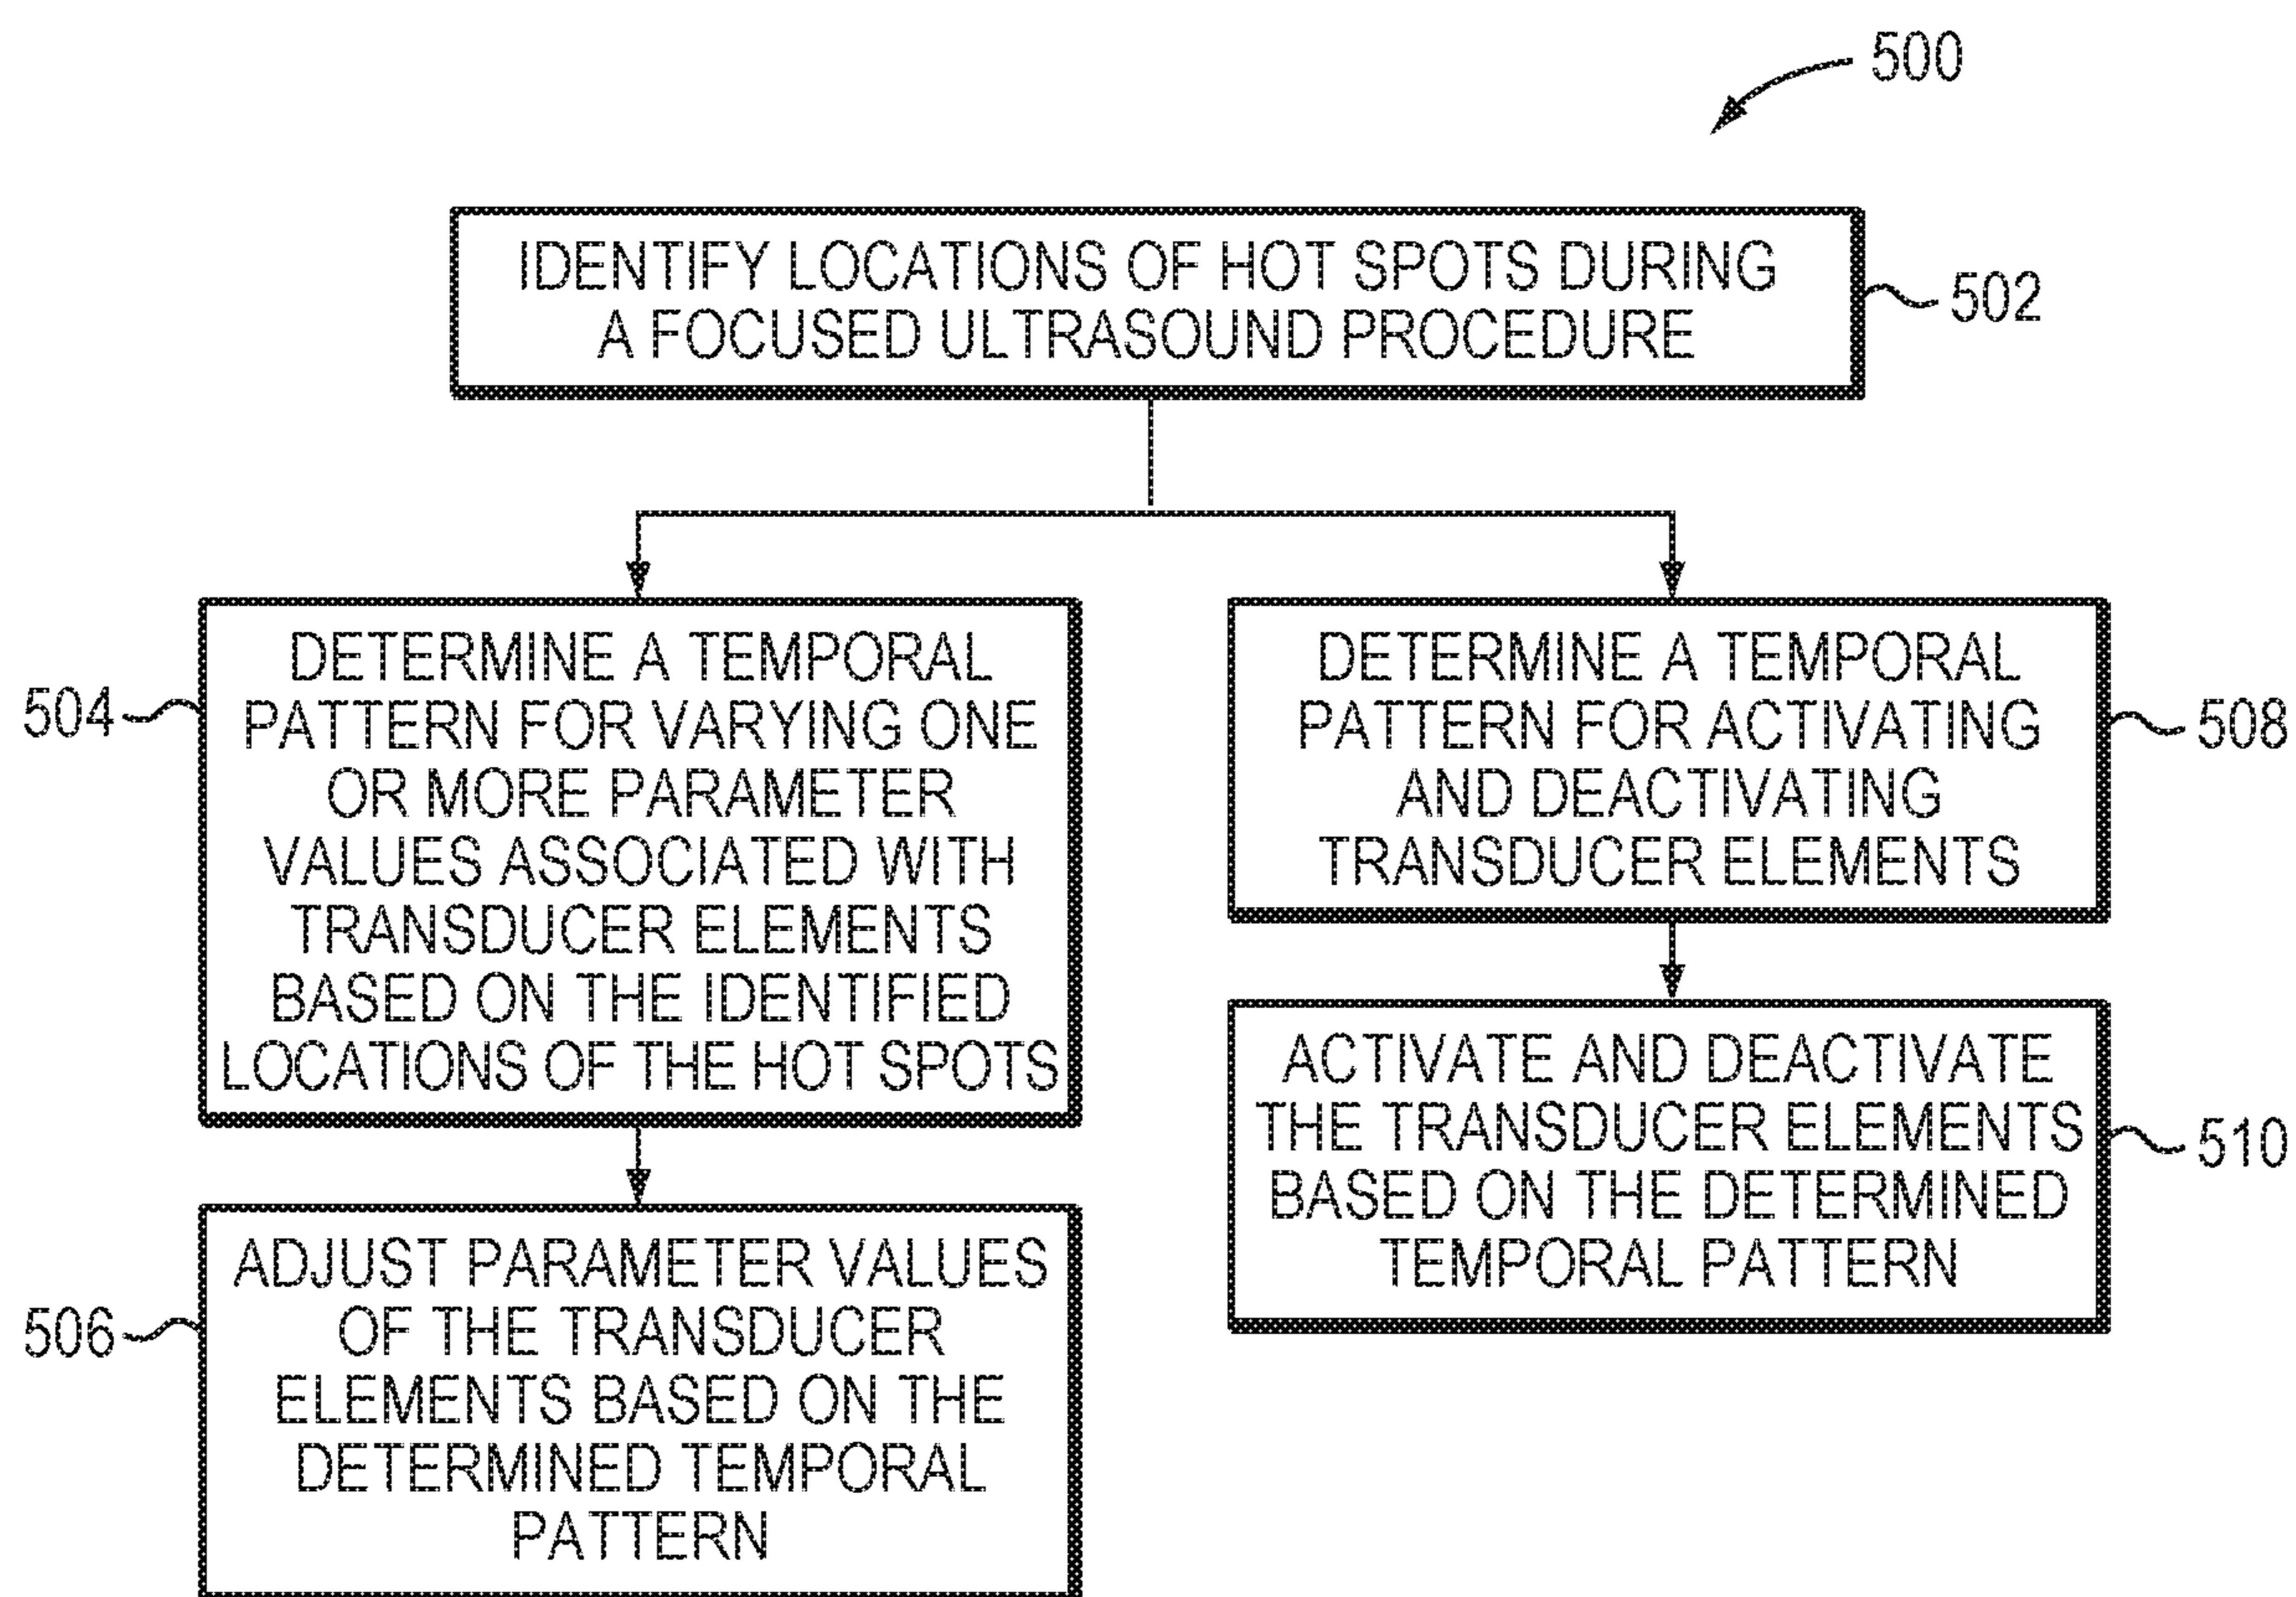 500
IDENTIFY LOCATIONS OF HOT SPOTS DURING
A FOCUSED ULTRASOUND PROCEDURE
502
504
DETERMINE A TEMPORAL
PATTERN FOR VARYING ONE
OR MORE PARAMETER
VALUES ASSOCIATED WITH
TRANSDUCER ELEMENTS
BASED ON THE IDENTIFIED
LOCATIONS OF THE HOT SPOTS
506
ADJUST PARAMETER VALUES
OF THE TRANSDUCER
ELEMENTS BASED ON THE
DETERMINED TEMPORAL
PATTERN
DETERMINE A TEMPORAL
PATTERN FOR ACTIVATING
AND DEACTIVATING
TRANSDUCER ELEMENTS
508
ACTIVATE AND DEACTIVATE
THE TRANSDUCER ELEMENTS
BASED ON THE DETERMINED
TEMPORAL PATTERN
510